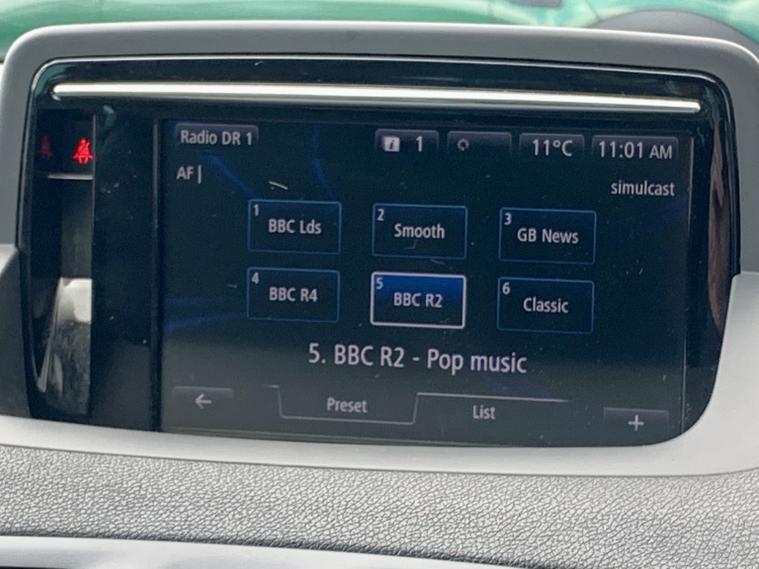 Radio DR 1
i 1
11°C
11:01 AM
AF
simulcast
1 BBC Lds
2 Smooth
3 GB News
4 BBC R4
5 BBC R2
6 Classic
5. BBC R2 - Pop music
Preset
List